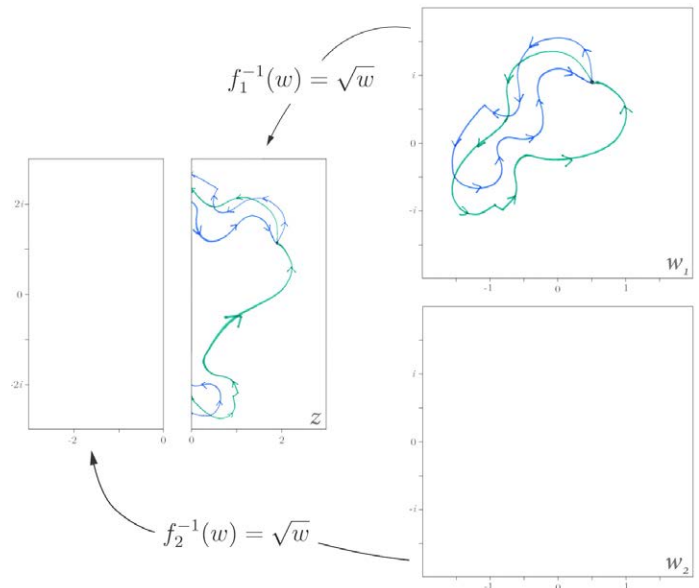 f_1^{-1}(w) = √w
i
0
-i
-1
0
1
w_1
2i
0
-2i
-2
0
0
2
z
i
0
-i
-1
0
1
w_2
f_2^{-1}(w) = √w